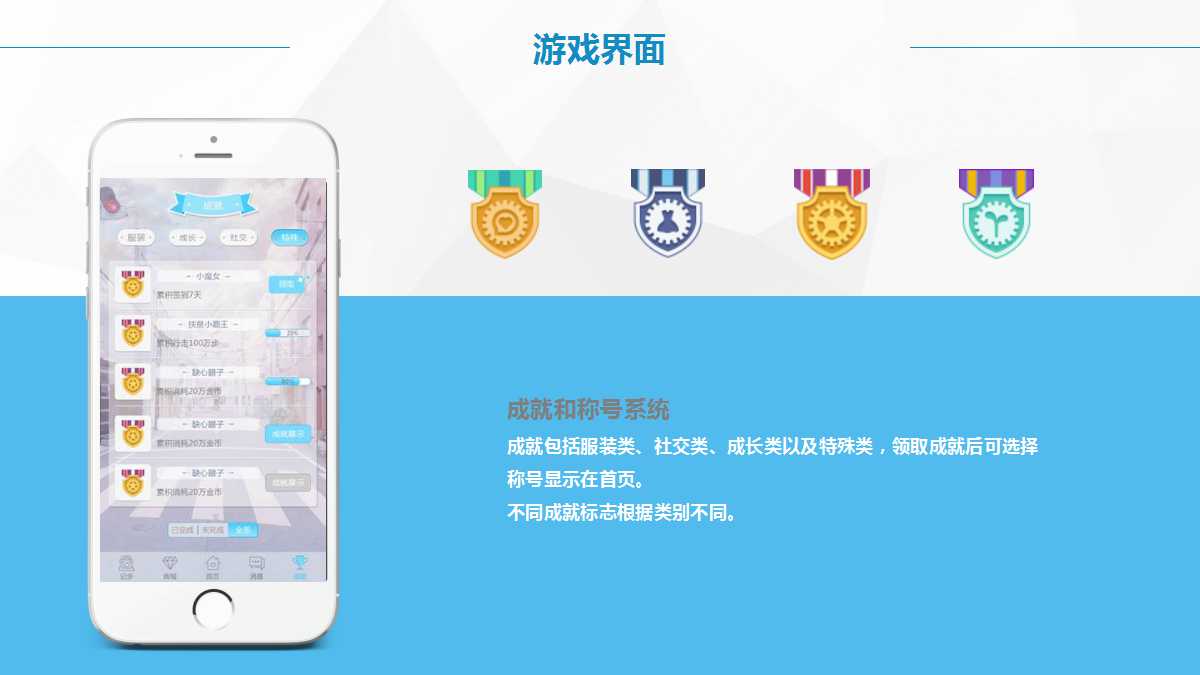 游戏界面
成就
服装
成长
社交
特殊
小魔女
领取
累积签到7天
扶泉小霸王
累积行走100万步
缺心眼子
累积消耗20万金币
缺心眼子
成就展示
累积消耗20万金币
缺心眼子
成就展示
累积消耗20万金币
已完成 未完成 全部
商城
首页
消息
成就
成就和称号系统
成就包括服装类、社交类、成长类以及特殊类，领取成就后可选择
称号显示在首页。
不同成就标志根据类别不同。